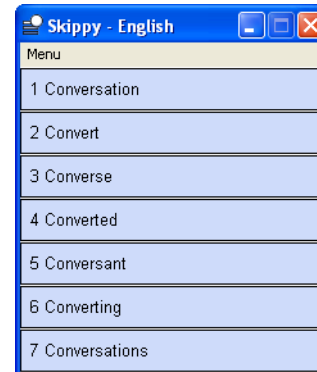 Skippy - English
Menu
1 Conversation
2 Convert
3 Converse
4 Converted
5 Conversant
6 Converting
7 Conversations